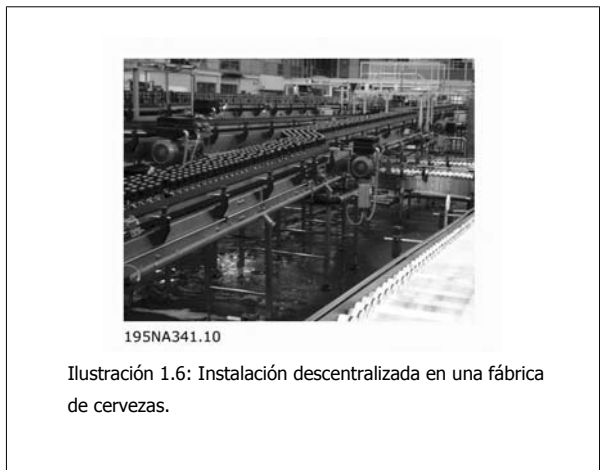 195NA341.10
Ilustración 1.6: Instalación descentralizada en una fábrica
de cervezas.